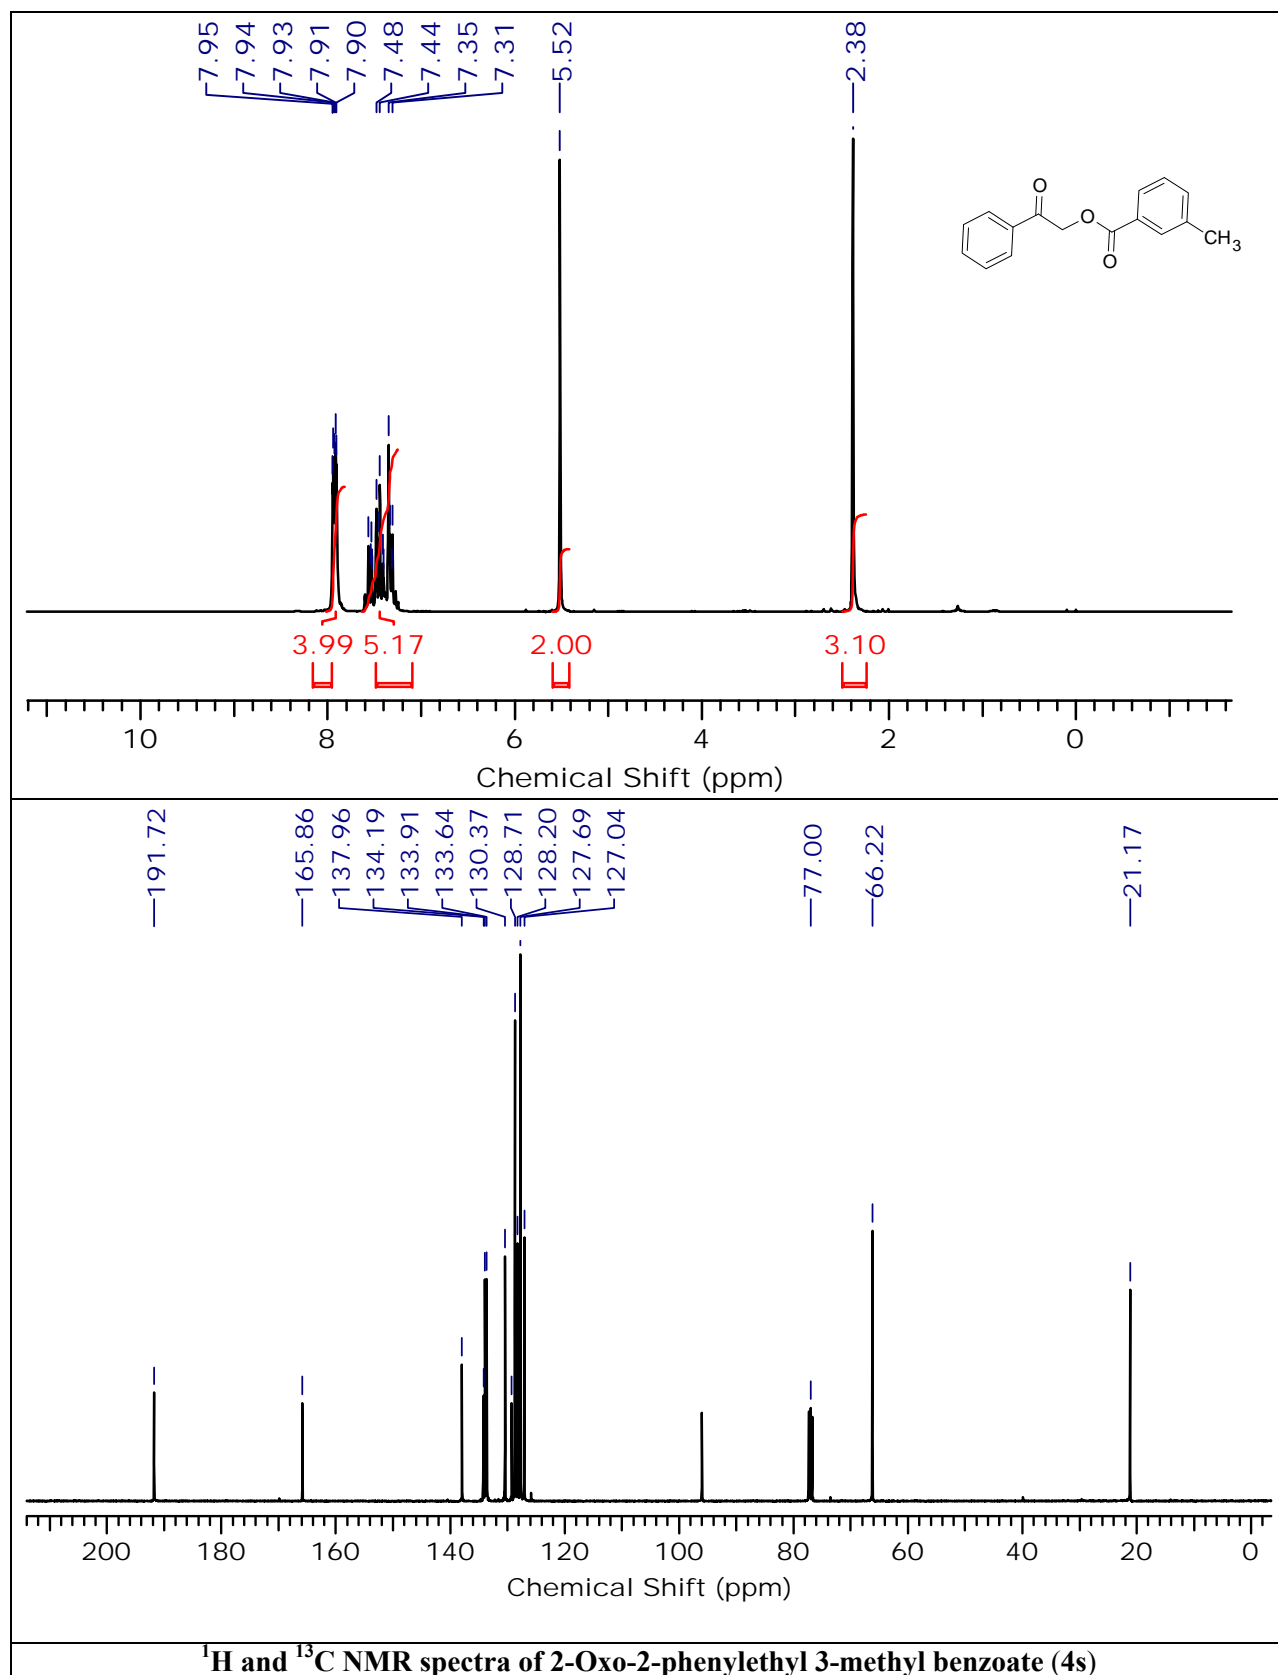 7.95 7.94 7.93 7.91 7.90 7.48 7.44 7.35 7.31 5.52 2.38
O
O
O
CH3
3.99 5.17 2.00 3.10
10 8 6 4 2 0
Chemical Shift (ppm)
191.72 165.86 137.96 134.19 133.91 133.64 130.37 128.71 128.20 127.69 127.04 77.00 66.22 21.17
200 180 160 140 120 100 80 60 40 20 0
Chemical Shift (ppm)
1H and 13C NMR spectra of 2-Oxo-2-phenylethyl 3-methyl benzoate (4s)